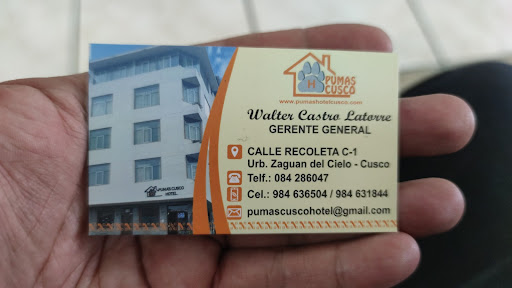 PUMAS
H CUSCO
www.pumashotelcusco.com
Walter Castro Latorre
GERENTE GENERAL
CALLE RECOLETA C-1
Urb. Zaguan del Cielo - Cusco
Telf.: 084 286047
Cel.: 984 636504 / 984 631844
pumascuscohotel@gmail.com
PUMAS CUSCO
HOTEL